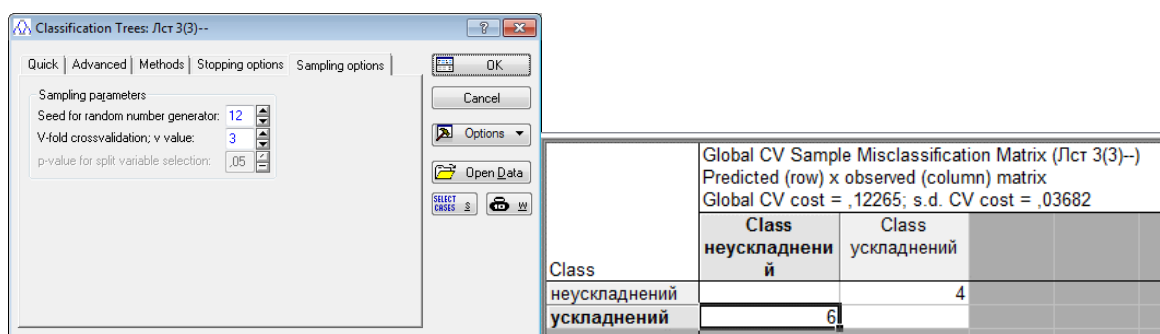 Classification Trees: Лст 3(3)--
Quick Advanced Methods Stopping options Sampling options
Sampling parameters
Seed for random number generator: 12
V-fold crossvalidation; v value: 3
p-value for split variable selection: ,05
OK
Cancel
Options
Open Data
SELECT CASES S W
Global CV Sample Misclassification Matrix (Лст 3(3)--)
Predicted (row) x observed (column) matrix
Global CV cost = ,12265; s.d. CV cost = ,03682
Class Class
неускладнени ускладнений
Class й
неускладнений 4
ускладнений 6